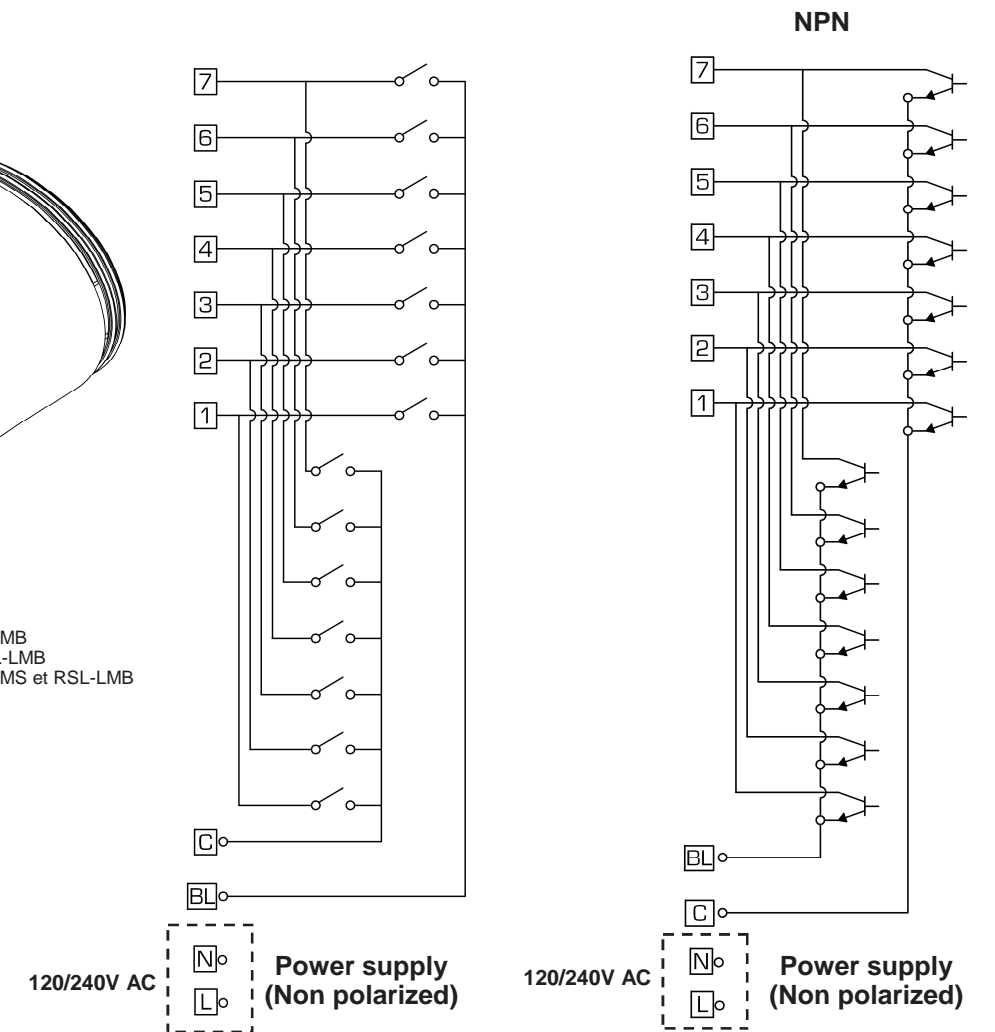 NPN
7
6
5
4
3
2
1
C
BL
120/240V AC
N
L
Power supply
(Non polarized)
MB
-LMB
MS et RSL-LMB
7
6
5
4
3
2
1
BL
C
120/240V AC
N
L
Power supply
(Non polarized)